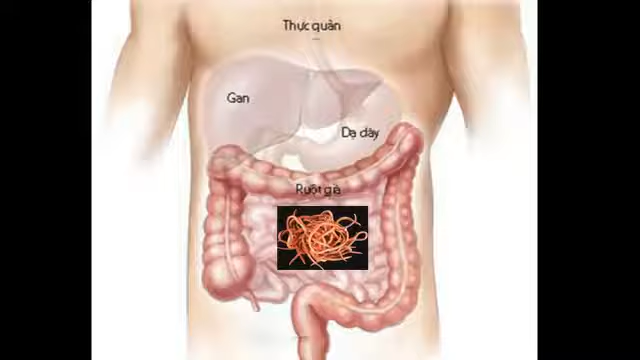 Thực quản
Gan
Dạ dày
Ruột già